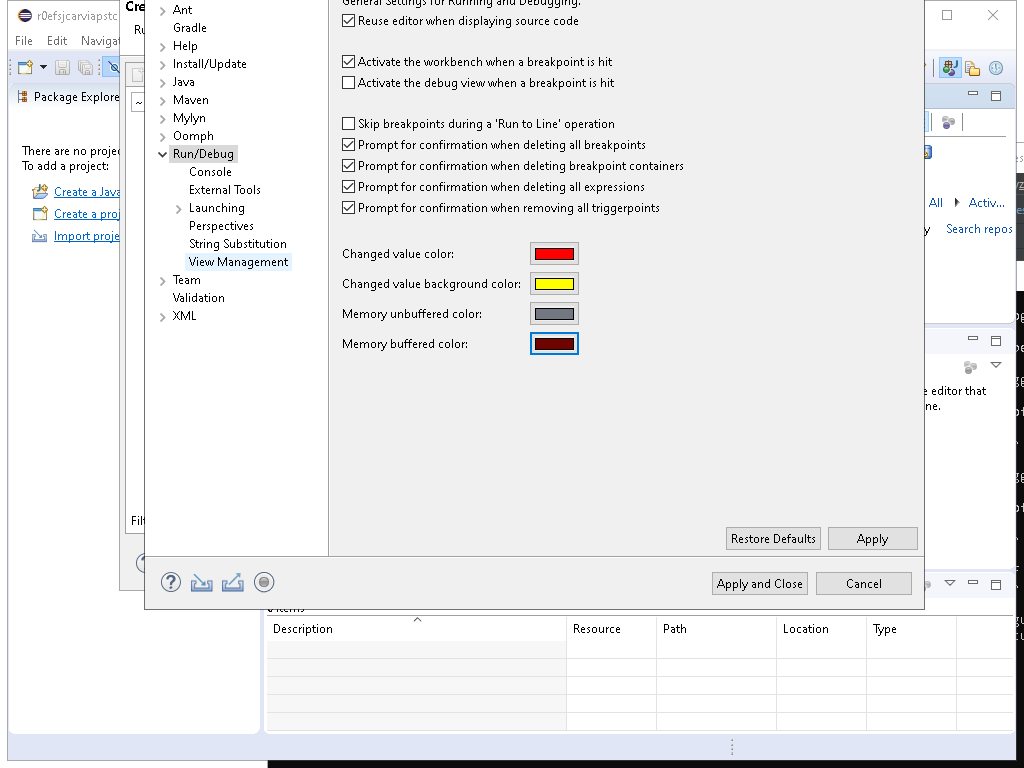 r0efsjcarviapstc
File Edit Navigat
Package Explore
There are no projec
To add a project:
Create a Java
Create a proj
Import proje
Cre
Ru
~
Filt
Ant
Gradle
Help
Install/Update
Java
Maven
Mylyn
Oomph
Run/Debug
Console
External Tools
Launching
Perspectives
String Substitution
View Management
Team
Validation
XML
General Settings for Running and Debugging.
Reuse editor when displaying source code
Activate the workbench when a breakpoint is hit
Activate the debug view when a breakpoint is hit
Skip breakpoints during a 'Run to Line' operation
Prompt for confirmation when deleting all breakpoints
Prompt for confirmation when deleting breakpoint containers
Prompt for confirmation when deleting all expressions
Prompt for confirmation when removing all triggerpoints
Changed value color:
Changed value background color:
Memory unbuffered color:
Memory buffered color:
Restore Defaults Apply
Apply and Close Cancel
All Activ...
y Search repos
e editor that
ne.
Description Resource Path Location Type